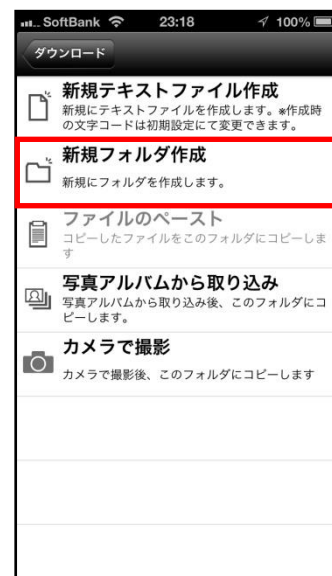 SoftBank 23:18 100%
ダウンロード
新規テキストファイル作成
新規にテキストファイルを作成します。*作成時
の文字コードは初期設定にて変更できます。
新規フォルダ作成
新規にフォルダを作成します。
ファイルのペースト
コピーしたファイルをこのフォルダにコピーしま
す
写真アルバムから取り込み
写真アルバムから取り込み後、このフォルダにコ
ピーします。
カメラで撮影
カメラで撮影後、このフォルダにコピーします